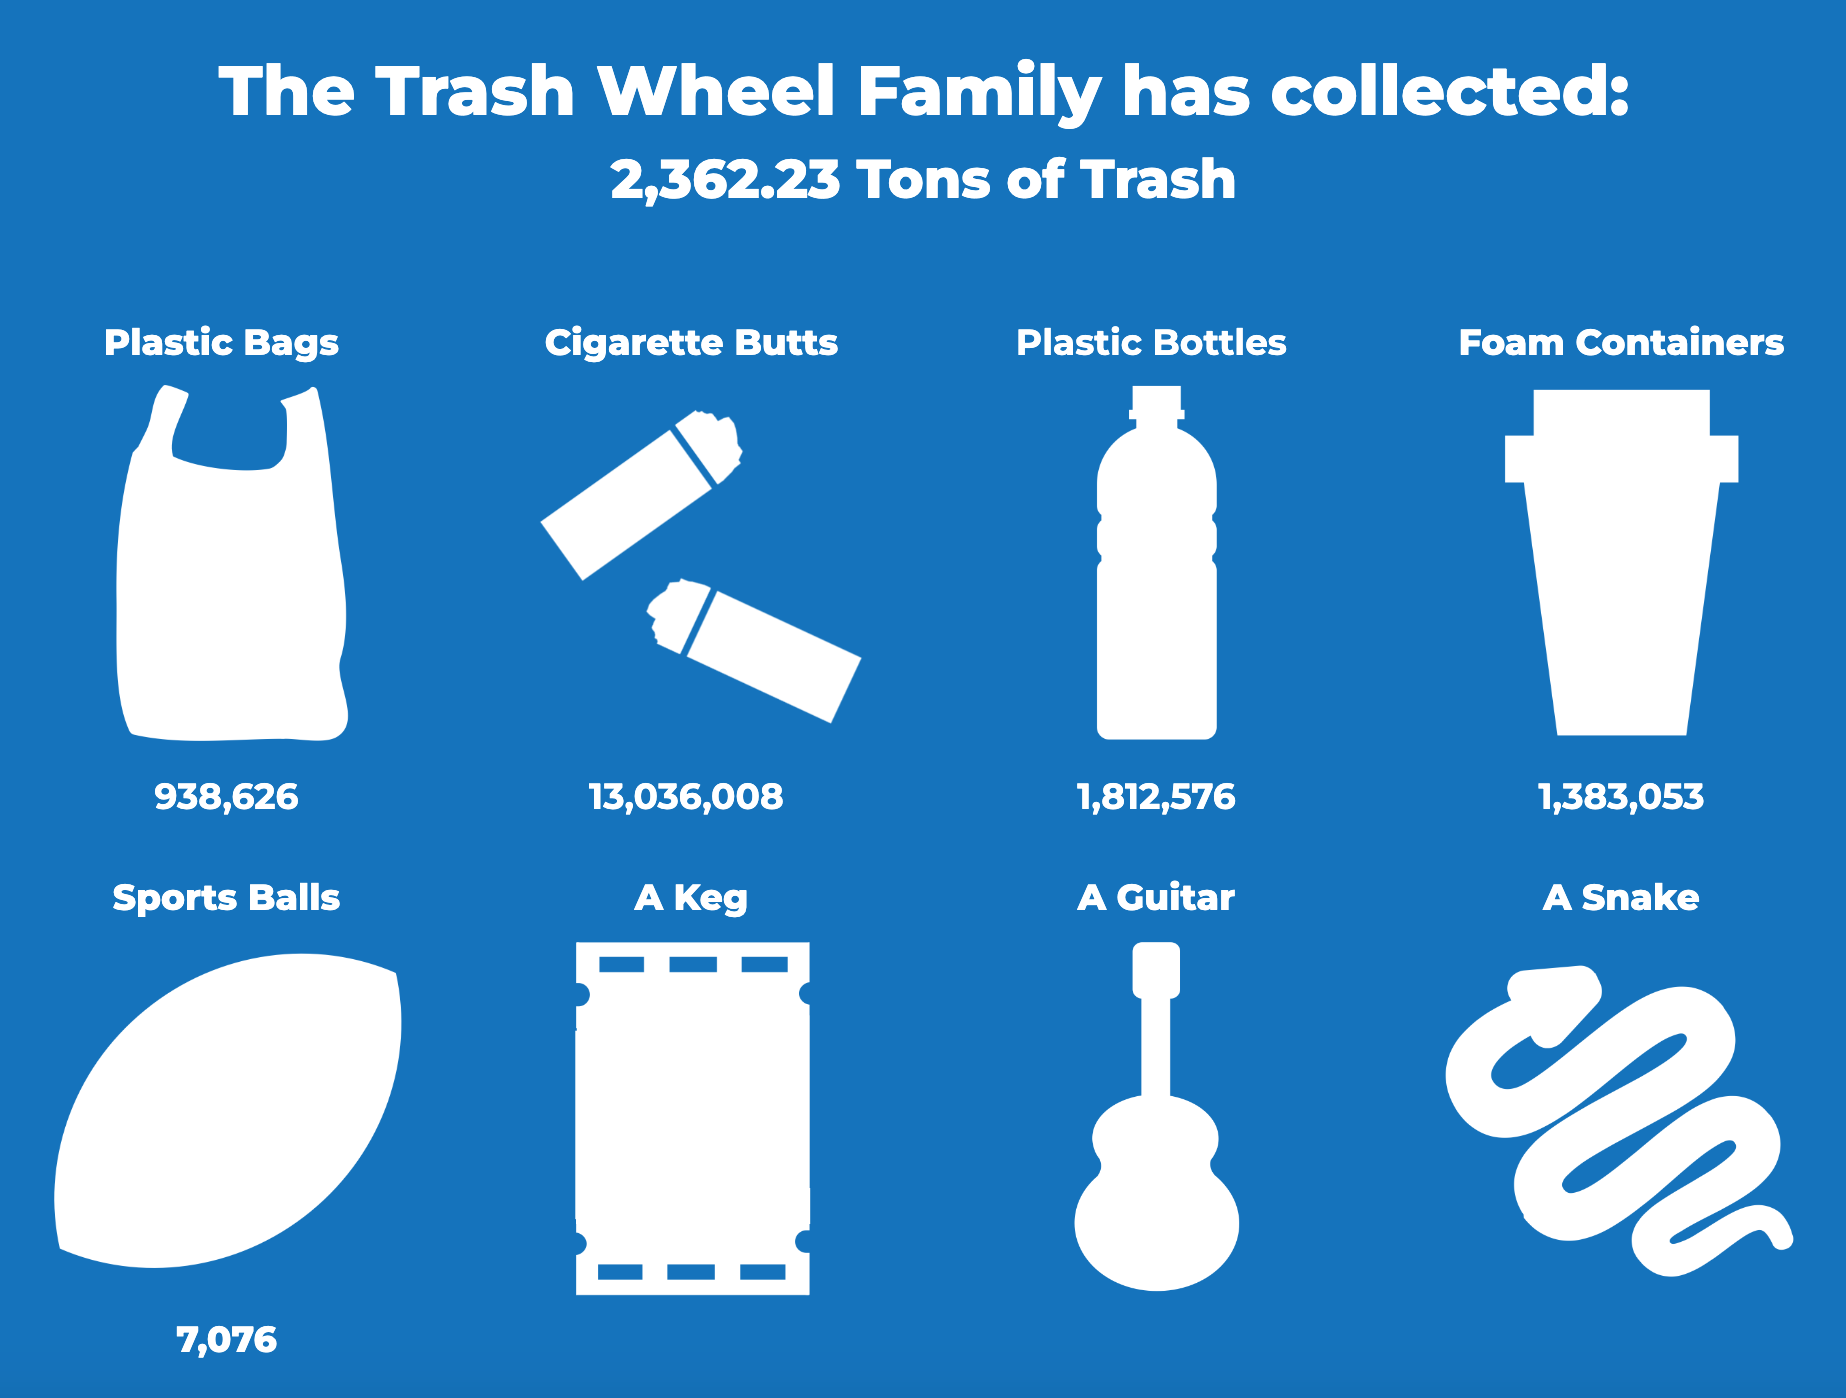 The Trash Wheel Family has collected:
2,362.23 Tons of Trash
Plastic Bags
Cigarette Butts
Plastic Bottles
Foam Containers
938,626
13,036,008
1,812,576
1,383,053
Sports Balls
A Keg
A Guitar
A Snake
7,076